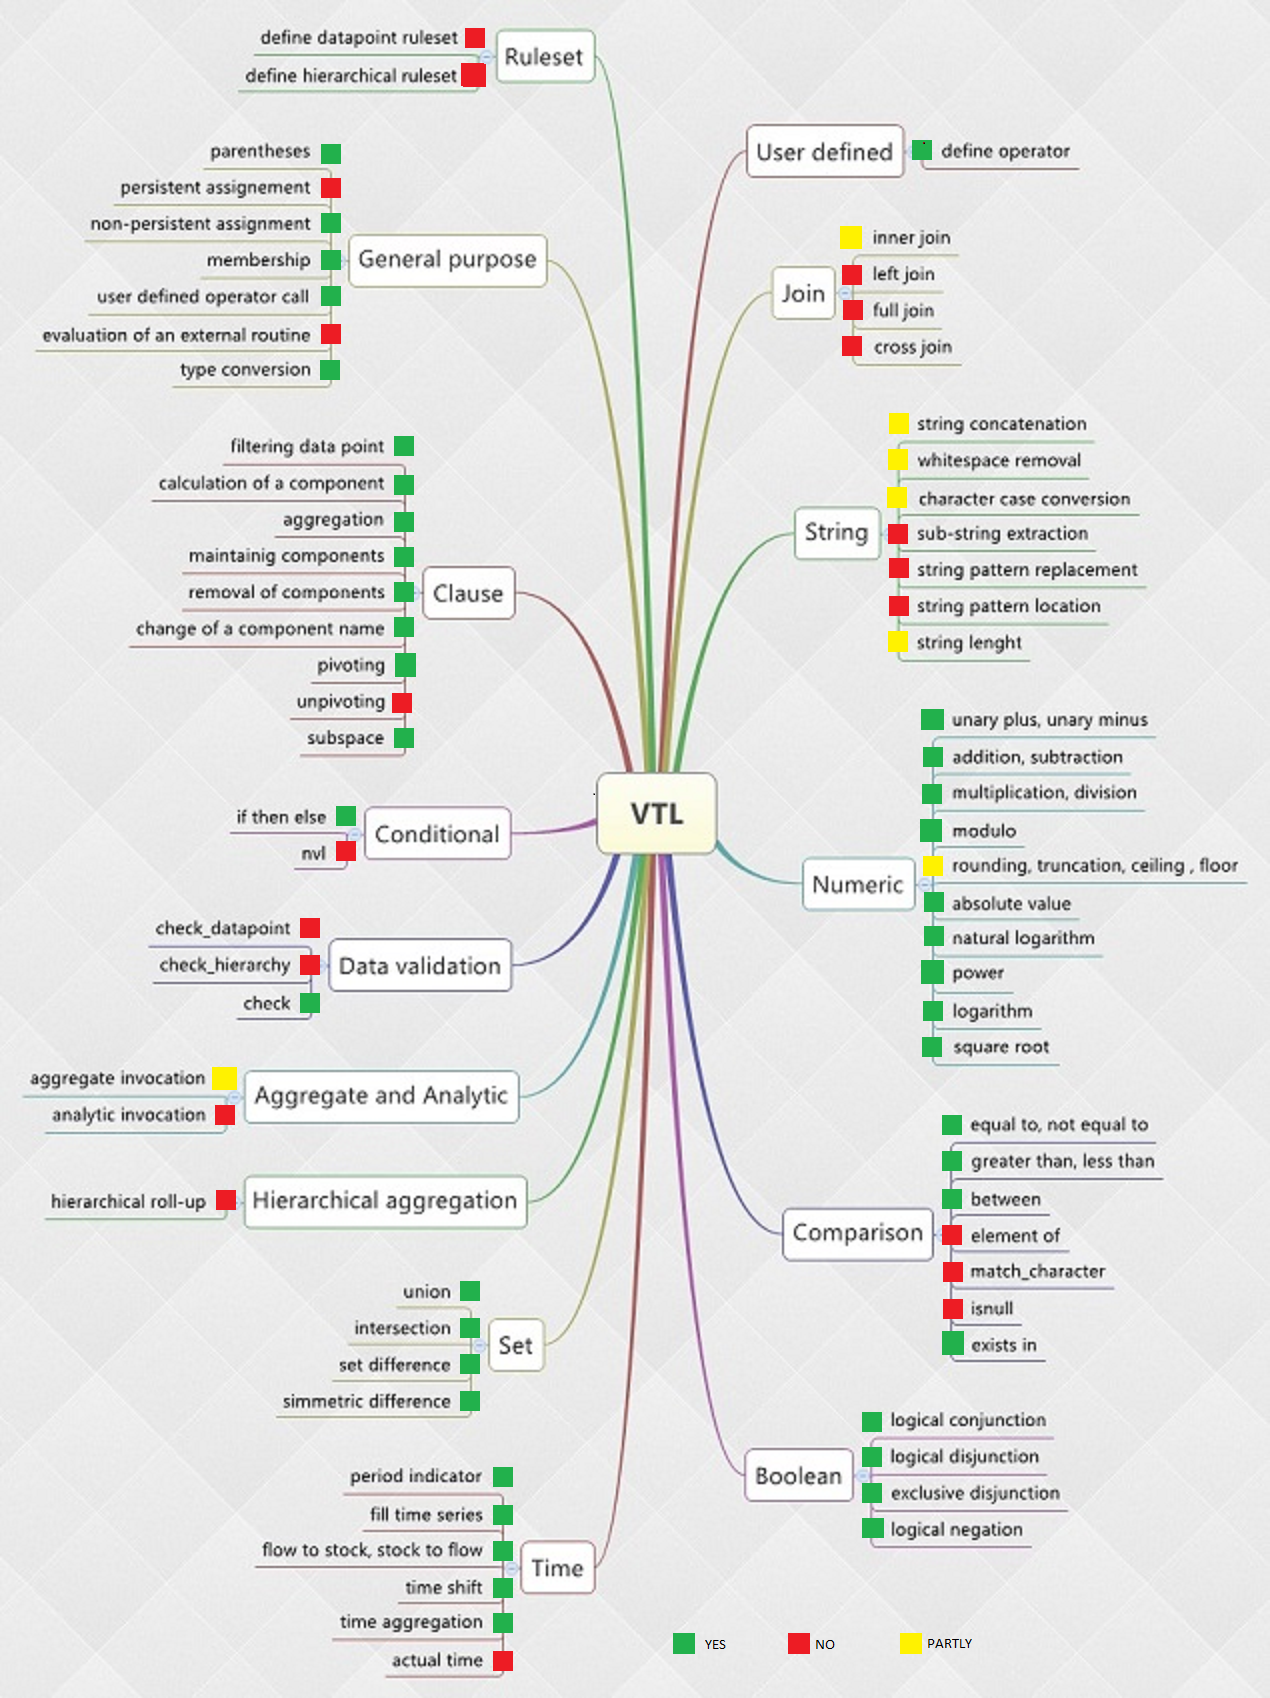 define datapoint ruleset
define hierarchical ruleset
Ruleset
parentheses
persistent assignement
non-persistent assignment
membership
user defined operator call
evaluation of an external routine
type conversion
General purpose
filtering data point
calculation of a component
aggregation
maintainig components
removal of components
change of a component name
pivoting
unpivoting
subspace
Clause
if then else
nvl
Conditional
check_datapoint
check_hierarchy
check
Data validation
aggregate invocation
analytic invocation
Aggregate and Analytic
hierarchical roll-up
Hierarchical aggregation
union
intersection
set difference
simmetric difference
Set
period indicator
fill time series
flow to stock, stock to flow
time shift
time aggregation
actual time
Time
VTL
User defined
define operator
Join
inner join
left join
full join
cross join
String
string concatenation
whitespace removal
character case conversion
sub-string extraction
string pattern replacement
string pattern location
string lenght
Numeric
unary plus, unary minus
addition, subtraction
multiplication, division
modulo
rounding, truncation, ceiling , floor
absolute value
natural logarithm
power
logarithm
square root
Comparison
equal to, not equal to
greater than, less than
between
element of
match_character
isnull
exists in
Boolean
logical conjunction
logical disjunction
exclusive disjunction
logical negation
YES
NO
PARTLY